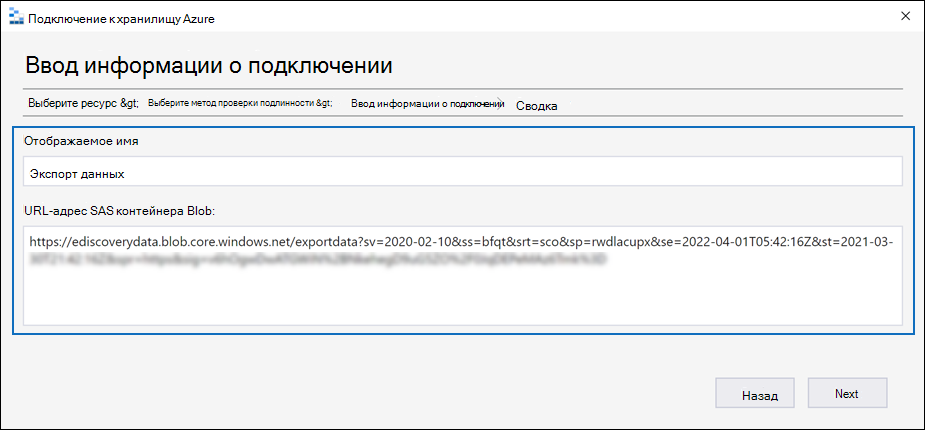 Подключение к хранилищу Azure
Ввод информации о подключении
Выберите ресурс &gt; Выберите метод проверки подлинности &gt; Ввод информации о подключении Сводка
Отображаемое имя
Экспорт данных
URL-адрес SAS контейнера Blob:
https://ediscoverydata.blob.core.windows.net/exportdata?sv=2020-02-10&ss=bfqt&srt=sco&sp=rwdlacupx&se=2022-04-01T05:42:16Z&st=2021-03-
Назад Next